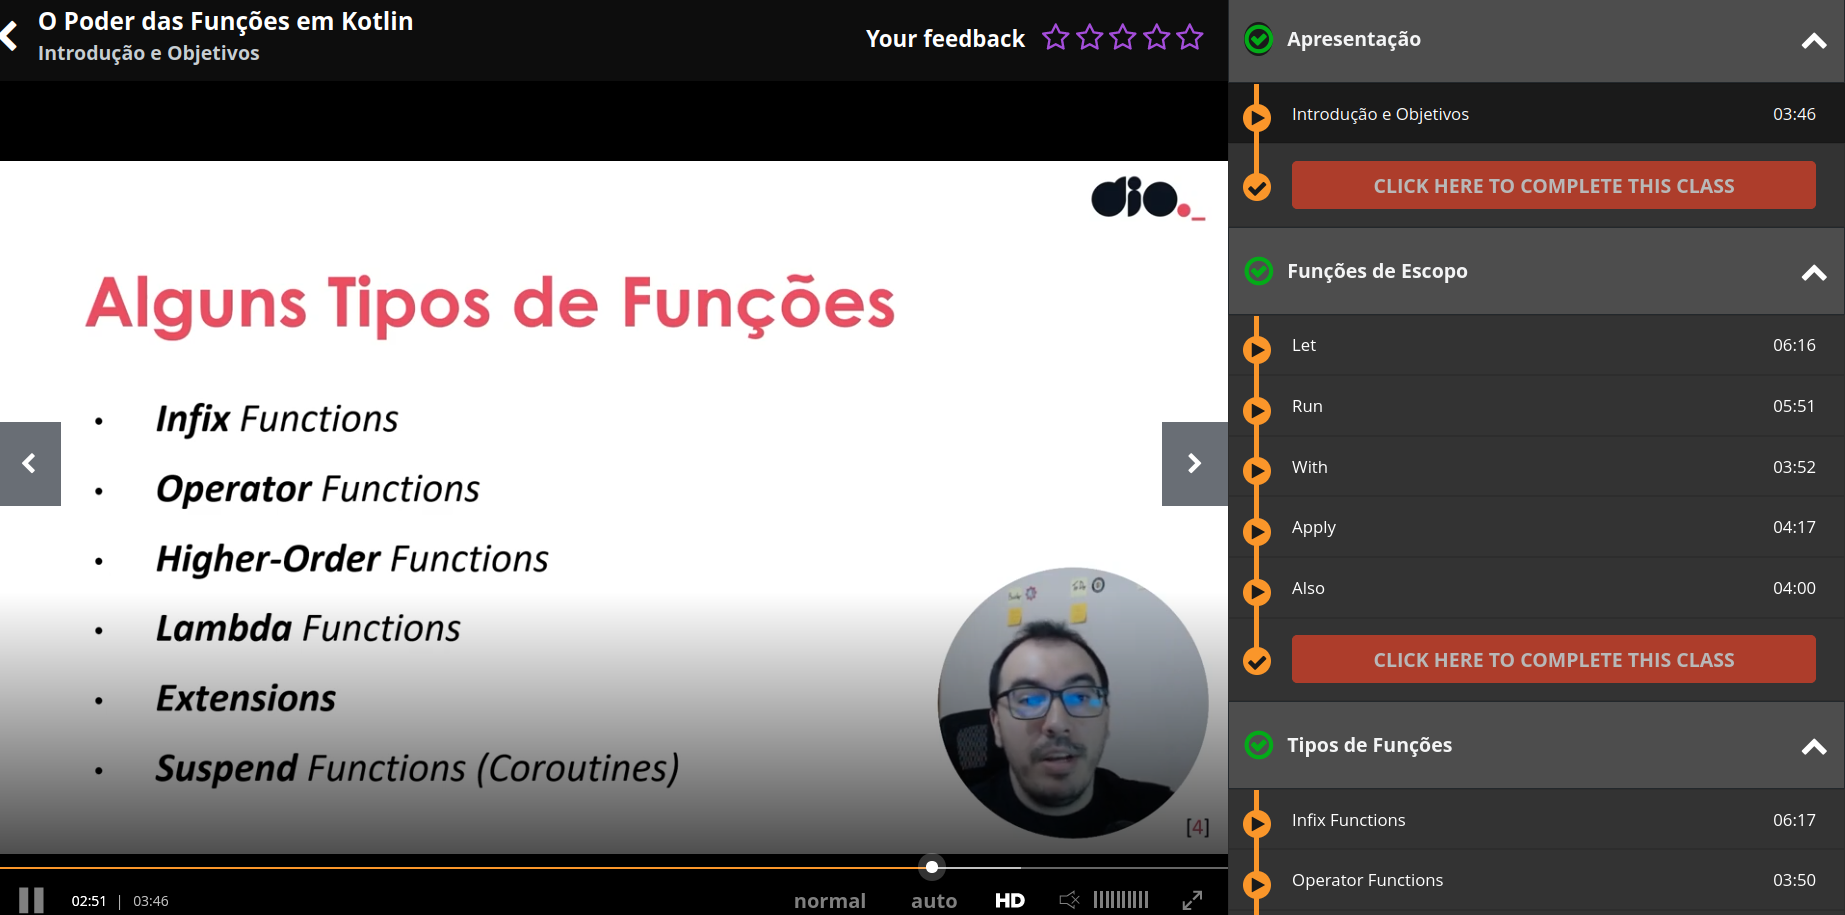 O Poder das Funções em Kotlin
Introdução e Objetivos
Your feedback
dio._
Alguns Tipos de Funções
• Infix Functions
• Operator Functions
• Higher-Order Functions
• Lambda Functions
• Extensions
• Suspend Functions (Coroutines)
[4]
02:51 | 03:46
normal
auto
HD
Apresentação
Introdução e Objetivos 03:46
CLICK HERE TO COMPLETE THIS CLASS
Funções de Escopo
Let 06:16
Run 05:51
With 03:52
Apply 04:17
Also 04:00
CLICK HERE TO COMPLETE THIS CLASS
Tipos de Funções
Infix Functions 06:17
Operator Functions 03:50